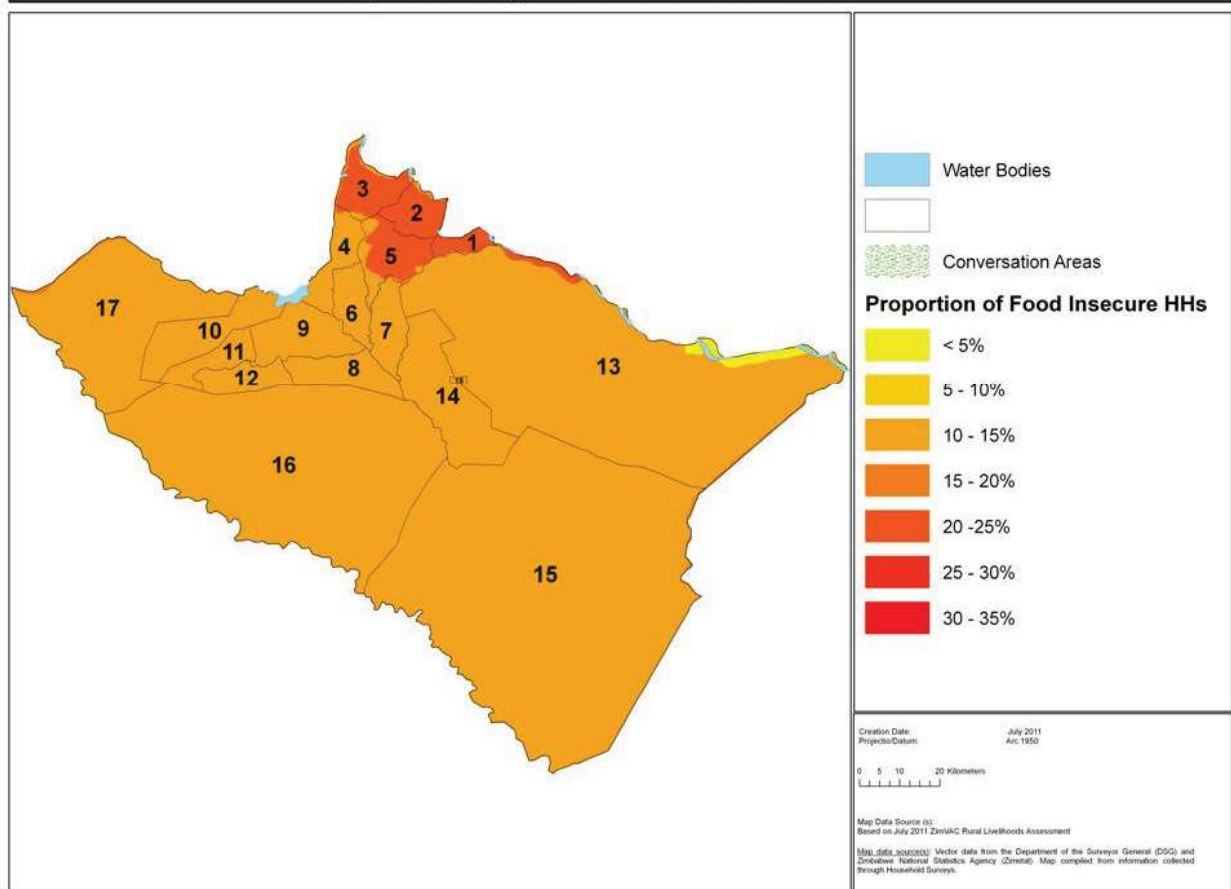 3
2
1
4
5
17
10
9
6
7
11
13
12
8
14
16
15
Water Bodies
Conversation Areas
Proportion of Food Insecure HHs
< 5%
5 - 10%
10 - 15%
15 - 20%
20 -25%
25 - 30%
30 - 35%
Creation Date: July 2011
Projectio/Datum: Arc 1950
0 5 10 20 Kilometers
Map Data Source (s):
Based on July 2011 ZimVAC Rural Livelihoods Assessment
Map data source(s): Vector data from the Department of the Surveyor General (DSG) and
Zimbabwe National Statistics Agency (Zimstat). Map compiled from information collected
through Household Surveys.